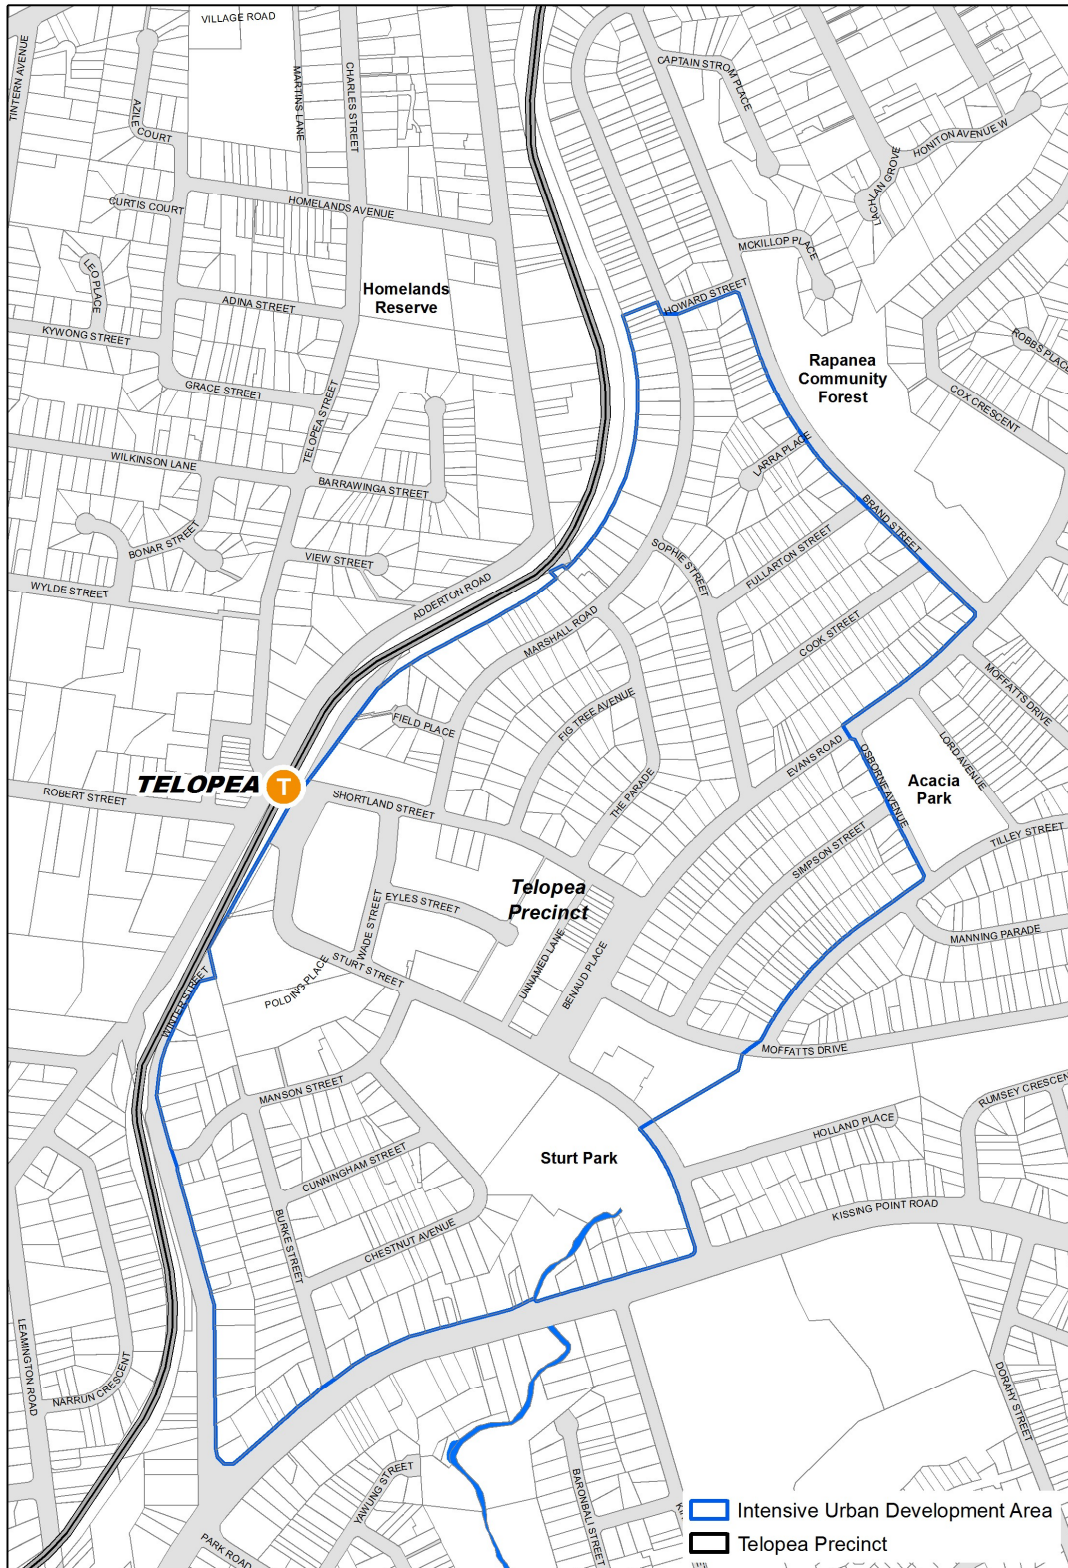 VILLAGE ROAD
TINTERN AVENUE
MARTINS LANE
CHARLES STREET
CAPTAIN STROM PLACE
AZILE COURT
HONITON AVENUE W
LACHLAN GROVE
CURTIS COURT
HOMELANDS AVENUE
MCKILLOP PLACE
LEO PLACE
Homelands
Reserve
ADINA STREET
HOWARD STREET
KYWONG STREET
ROBBS PLACE
Rapanea
Community
Forest
GRACE STREET
COX CRESCENT
TELOPEA STREET
WILKINSON LANE
LARRA PLACE
BARRAWINGA STREET
BRAND STREET
BONAR STREET
VIEW STREET
SOPHIE STREET
FULLARTON STREET
WYLDE STREET
ADDERTON ROAD
MARSHALL ROAD
COOK STREET
MOFFATTS DRIVE
FIELD PLACE
FIG TREE AVENUE
EVANS ROAD
LORD AVENUE
OSBORNE AVENUE
TELOPEA T
ROBERT STREET
SHORTLAND STREET
THE PARADE
Acacia
Park
SIMPSON STREET
TILLEY STREET
Telopea
Precinct
EYLES STREET
WADE STREET
MANNING PARADE
STURT STREET
UNNAMED LANE
BENAUD PLACE
POLDINS PLACE
WINTER STREET
MOFFATTS DRIVE
MANSON STREET
RUMSEY CRESCENT
HOLLAND PLACE
CUNNINGHAM STREET
Sturt Park
KISSING POINT ROAD
BURKE STREET
CHESTNUT AVENUE
LEAMINGTON ROAD
NARRUN CRESCENT
DORAHY STREET
YAWUNG STREET
BARONBALI STREET
PARK ROAD
Intensive Urban Development Area
Telopea Precinct